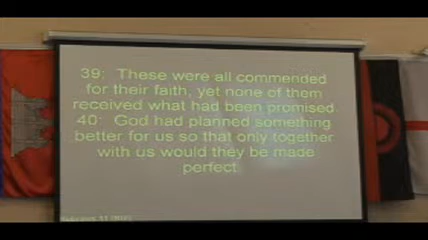 39: These were all commended
for their faith, yet none of them
received what had been promised.
40: God had planned something
better for us so that only together
with us would they be made
perfect